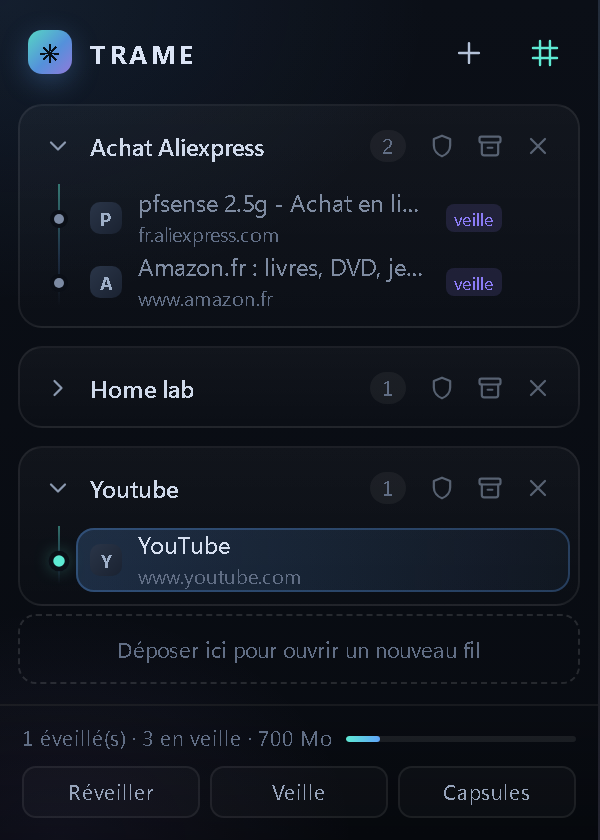 TRAME
Achat Aliexpress 2
P pfsense 2.5g - Achat en li... veille
fr.aliexpress.com
A Amazon.fr : livres, DVD, je... veille
www.amazon.fr
Home lab 1
Youtube 1
Y YouTube
www.youtube.com
Déposer ici pour ouvrir un nouveau fil
1 éveillé(s) · 3 en veille · 700 Mo
Réveiller Veille Capsules